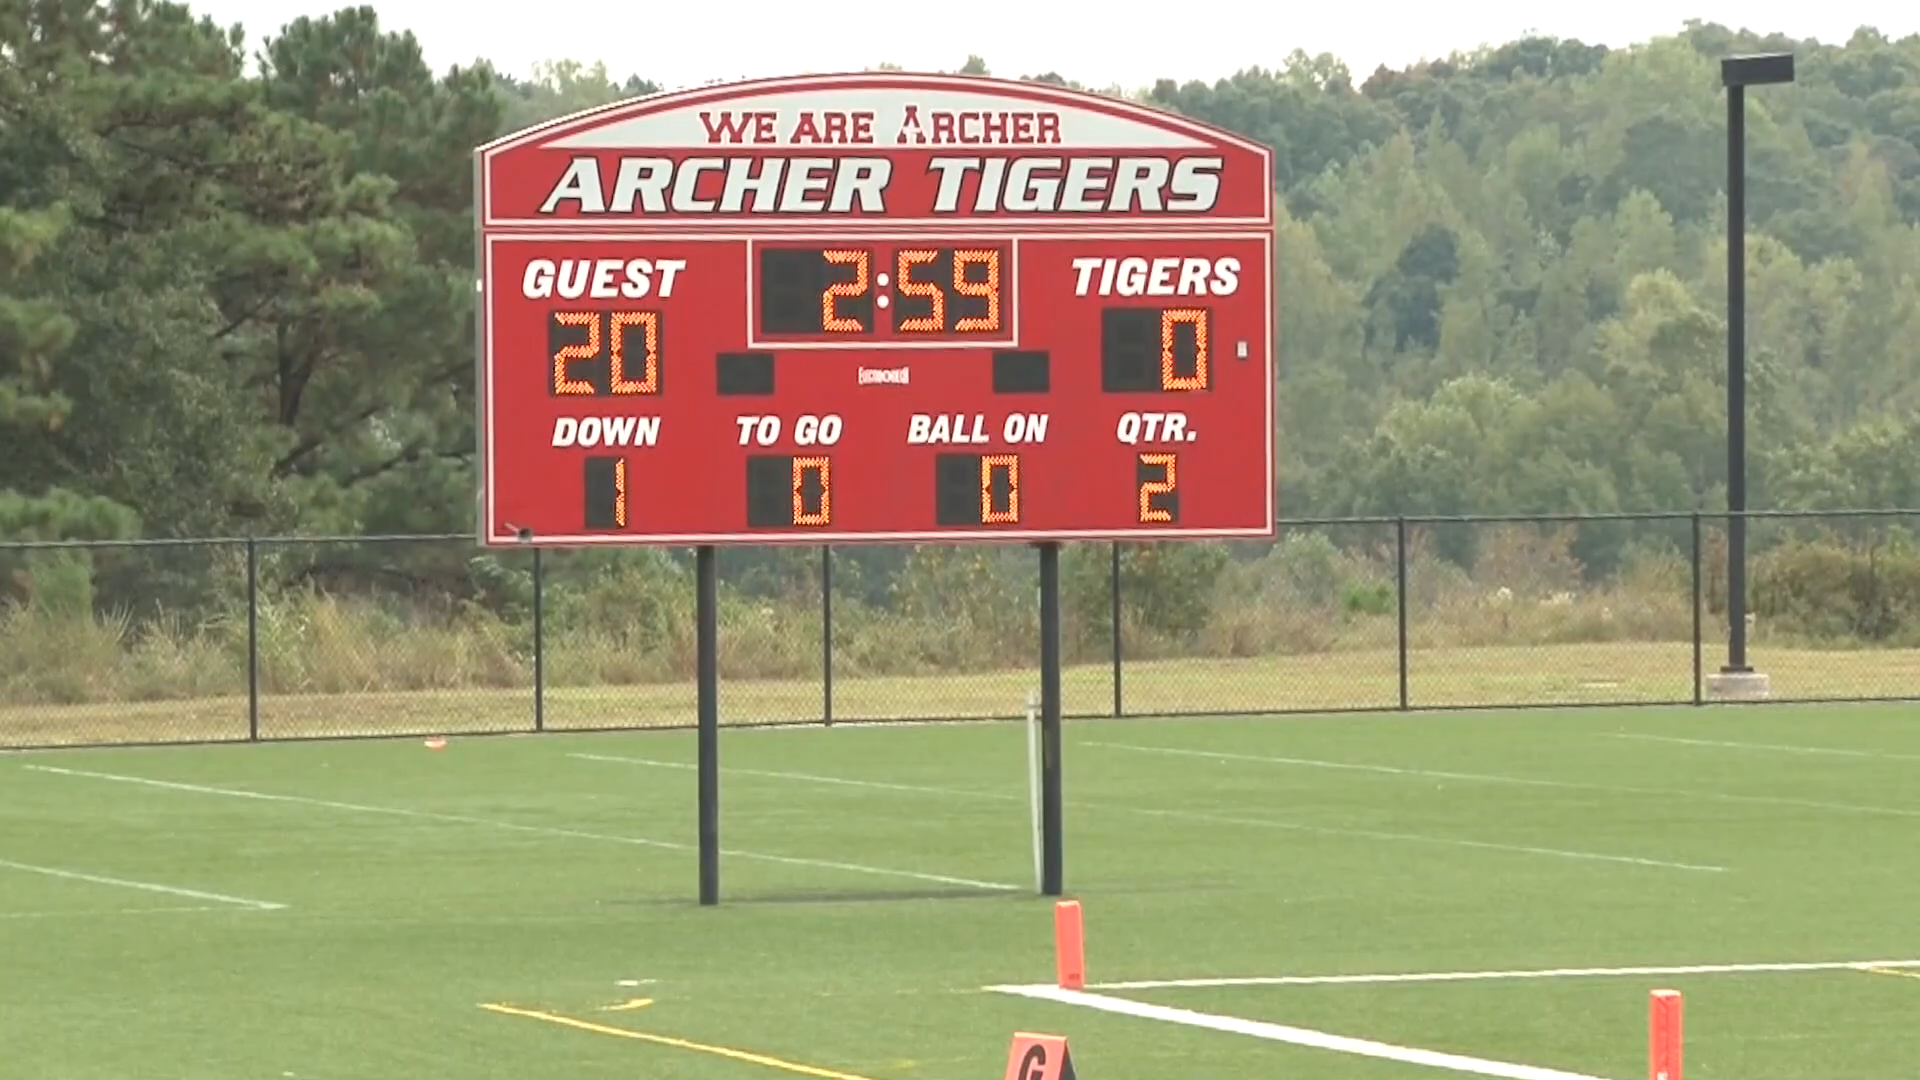 WE ARE ARCHER
ARCHER TIGERS
GUEST 2:59 TIGERS
20 0
DOWN TO GO BALL ON QTR.
1 0 0 2
G